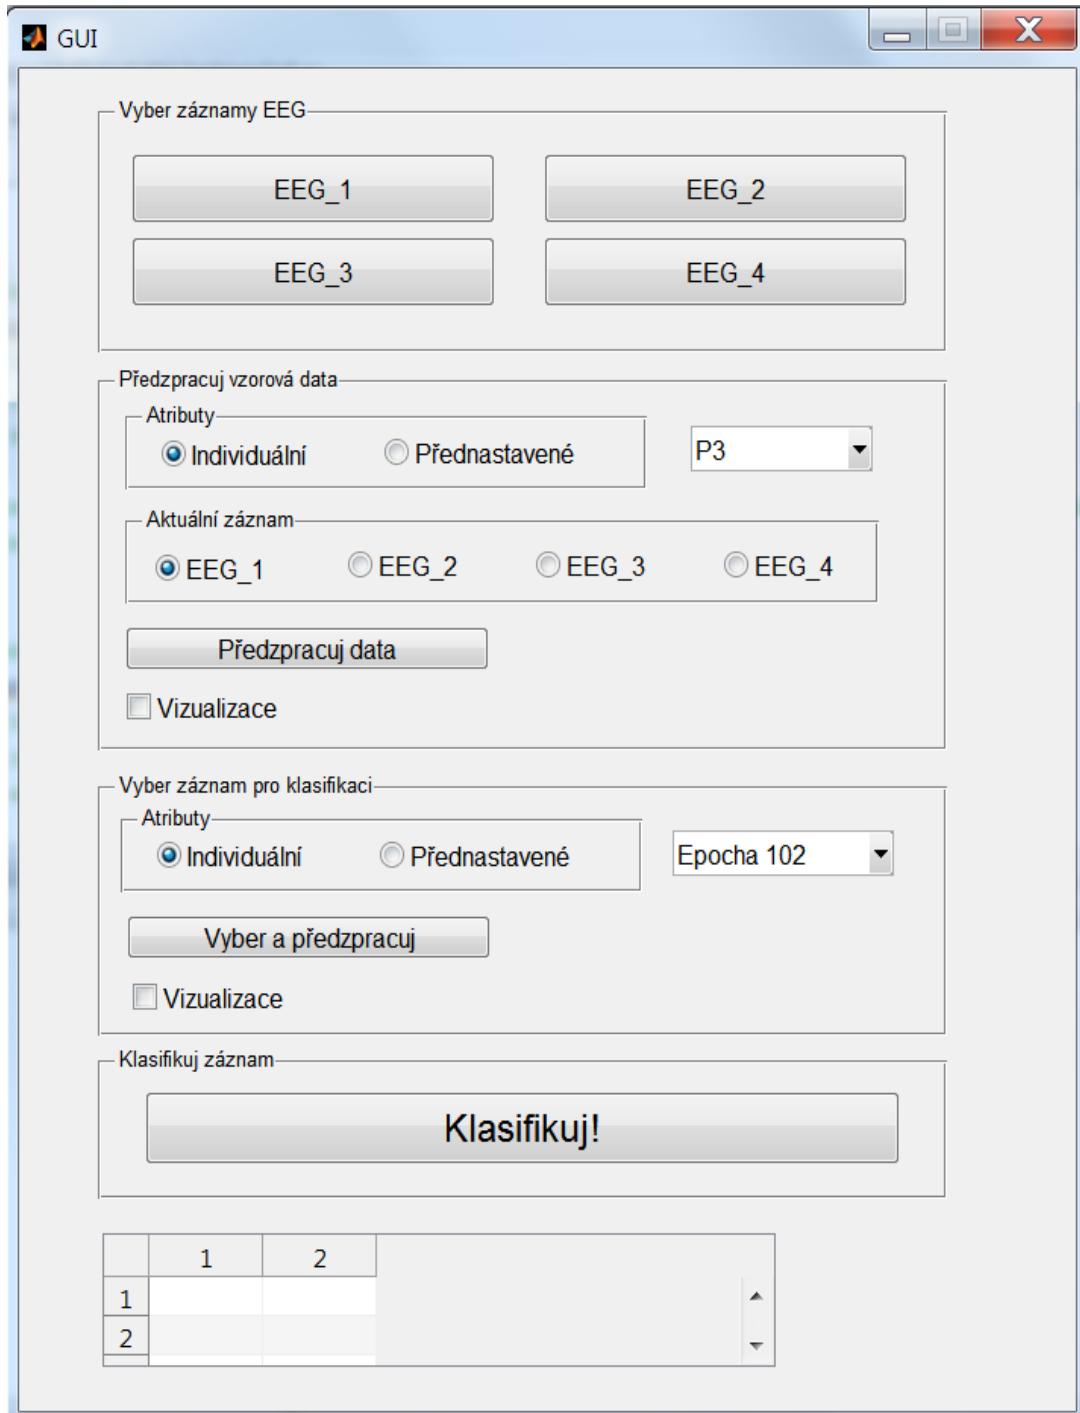 GUI
Vyber záznamy EEG
EEG_1 EEG_2
EEG_3 EEG_4
Předzpracuj vzorová data
Atributy
Individuální Přednastavené P3
Aktuální záznam
EEG_1 EEG_2 EEG_3 EEG_4
Předzpracuj data
Vizualizace
Vyber záznam pro klasifikaci
Atributy
Individuální Přednastavené Epocha 102
Vyber a předzpracuj
Vizualizace
Klasifikuj záznam
Klasifikuj!
1 2
1
2